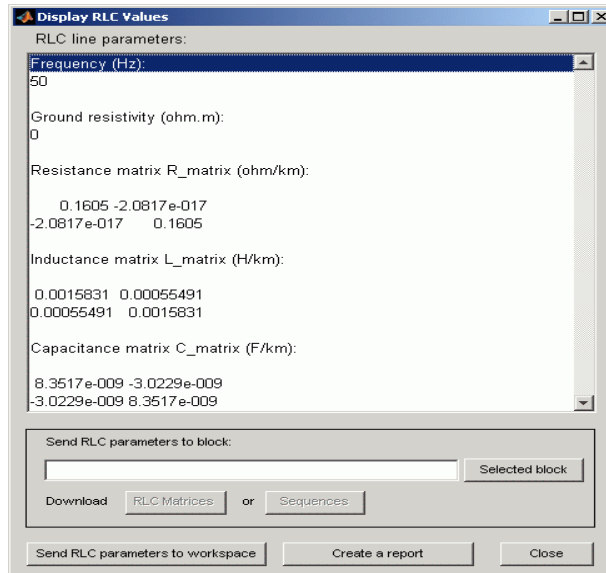 Display RLC Values
RLC line parameters:
Frequency (Hz):
50
Ground resistivity (ohm.m):
0
Resistance matrix R_matrix (ohm/km):
0.1605 -2.0817e-017
-2.0817e-017 0.1605
Inductance matrix L_matrix (H/km):
0.0015831 0.00055491
0.00055491 0.0015831
Capacitance matrix C_matrix (F/km):
8.3517e-009 -3.0229e-009
-3.0229e-009 8.3517e-009
Send RLC parameters to block:
Selected block
Download RLC Matrices or Sequences
Send RLC parameters to workspace Create a report Close